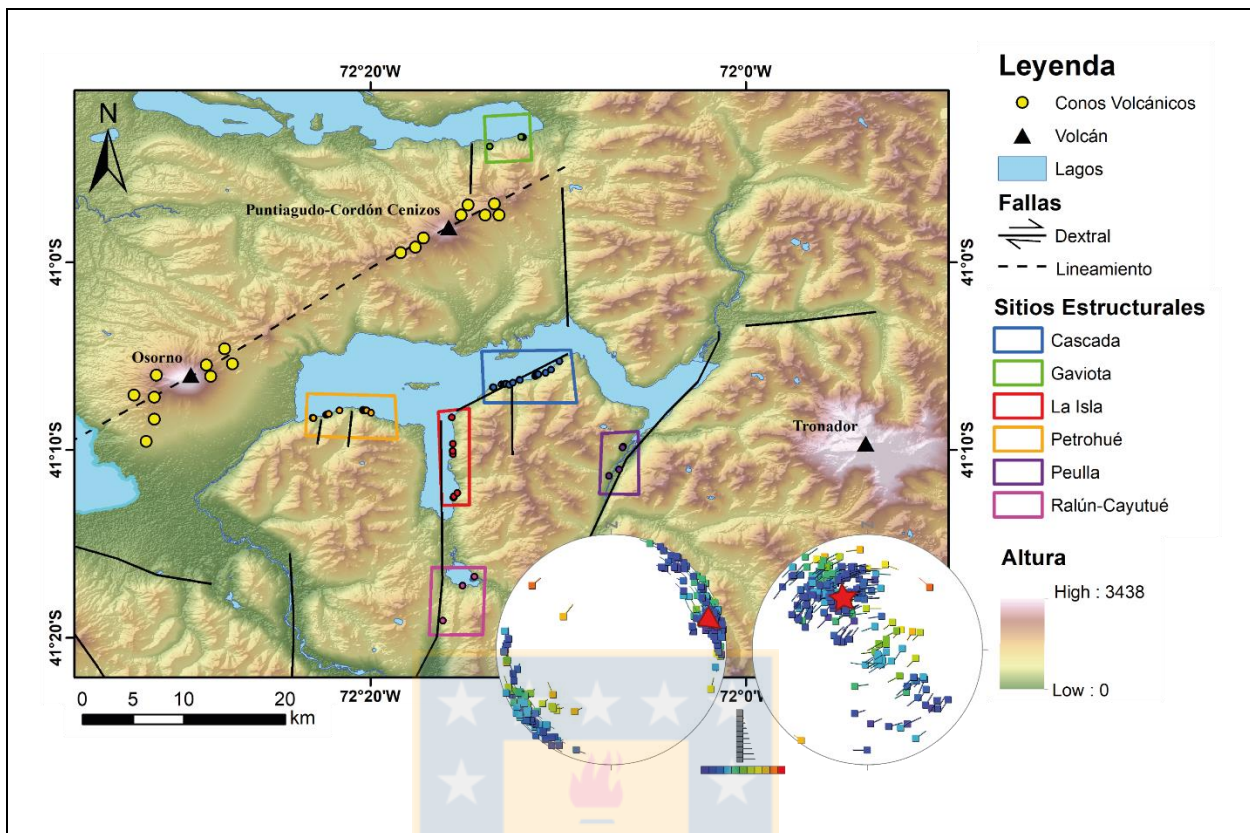 72°20'W
72°0'W
N
Puntiagudo-Cordón Cenizos
41°0'S
41°0'S
Osorno
Tronador
41°10'S
41°10'S
41°20'S
41°20'S
72°20'W
72°0'W
0 5 10 20
km
Leyenda
Conos Volcánicos
Volcán
Lagos
Fallas
Dextral
Lineamiento
Sitios Estructurales
Cascada
Gaviota
La Isla
Petrohué
Peulla
Ralún-Cayutué
Altura
High : 3438
Low : 0